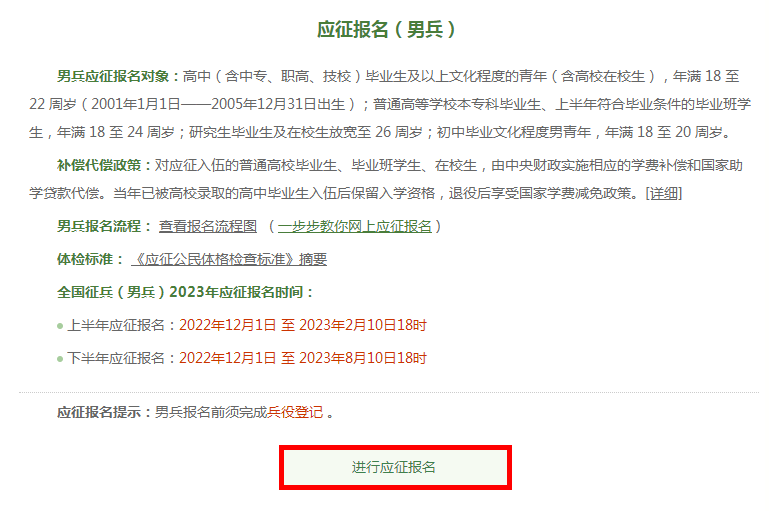 应征报名（男兵）
男兵应征报名对象：高中（含中专、职高、技校）毕业生及以上文化程度的青年（含高校在校生），年满 18 至
22 周岁（2001年1月1日——2005年12月31日出生）；普通高等学校本专科毕业生、上半年符合毕业条件的毕业班学
生，年满 18 至 24 周岁；研究生毕业生及在校生放宽至 26 周岁；初中毕业文化程度男青年，年满 18 至 20 周岁。
补偿代偿政策：对应征入伍的普通高校毕业生、毕业班学生、在校生，由中央财政实施相应的学费补偿和国家助
学贷款代偿。当年已被高校录取的高中毕业生入伍后保留入学资格，退役后享受国家学费减免政策。[详细]
男兵报名流程： 查看报名流程图 （一步步教你网上应征报名）
体检标准： 《应征公民体格检查标准》摘要
全国征兵（男兵）2023年应征报名时间：
上半年应征报名：2022年12月1日 至 2023年2月10日18时
下半年应征报名：2022年12月1日 至 2023年8月10日18时
应征报名提示：男兵报名前须完成兵役登记 。
进行应征报名